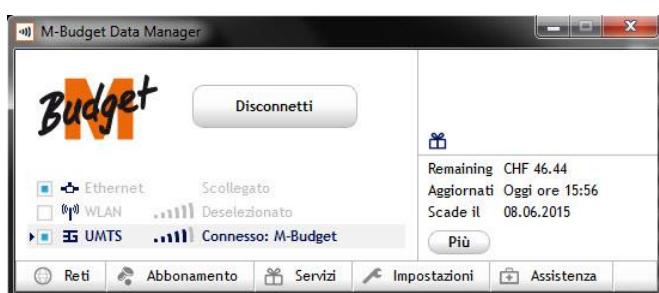 M-Budget Data Manager
Budget M
Disconnetti
Ethernet Scollegato
WLAN Deselezionato
UMTS Connesso: M-Budget
Remaining CHF 46.44
Aggiornati Oggi ore 15:56
Scade il 08.06.2015
Più
Reti Abbonamento Servizi Impostazioni Assistenza